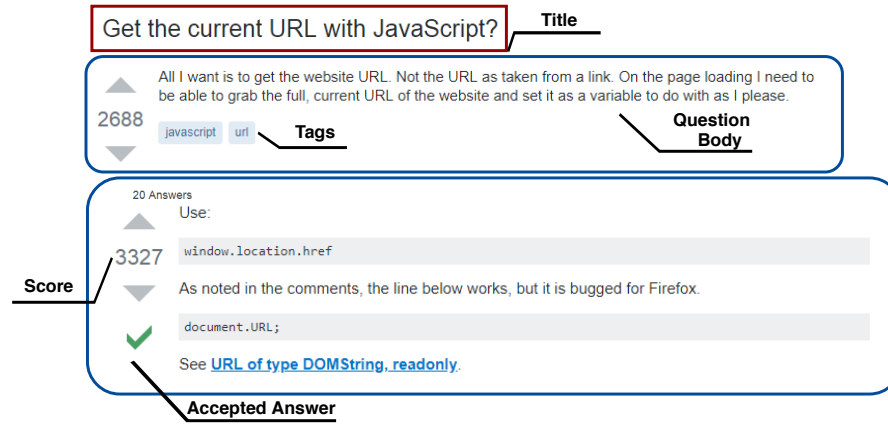 Get the current URL with JavaScript?
Title
All I want is to get the website URL. Not the URL as taken from a link. On the page loading I need to
be able to grab the full, current URL of the website and set it as a variable to do with as I please.
2688
javascript url
Tags
Question
Body
20 Answers
Use:
3327
window.location.href
Score
As noted in the comments, the line below works, but it is bugged for Firefox.
document.URL;
See URL of type DOMString, readonly.
Accepted Answer